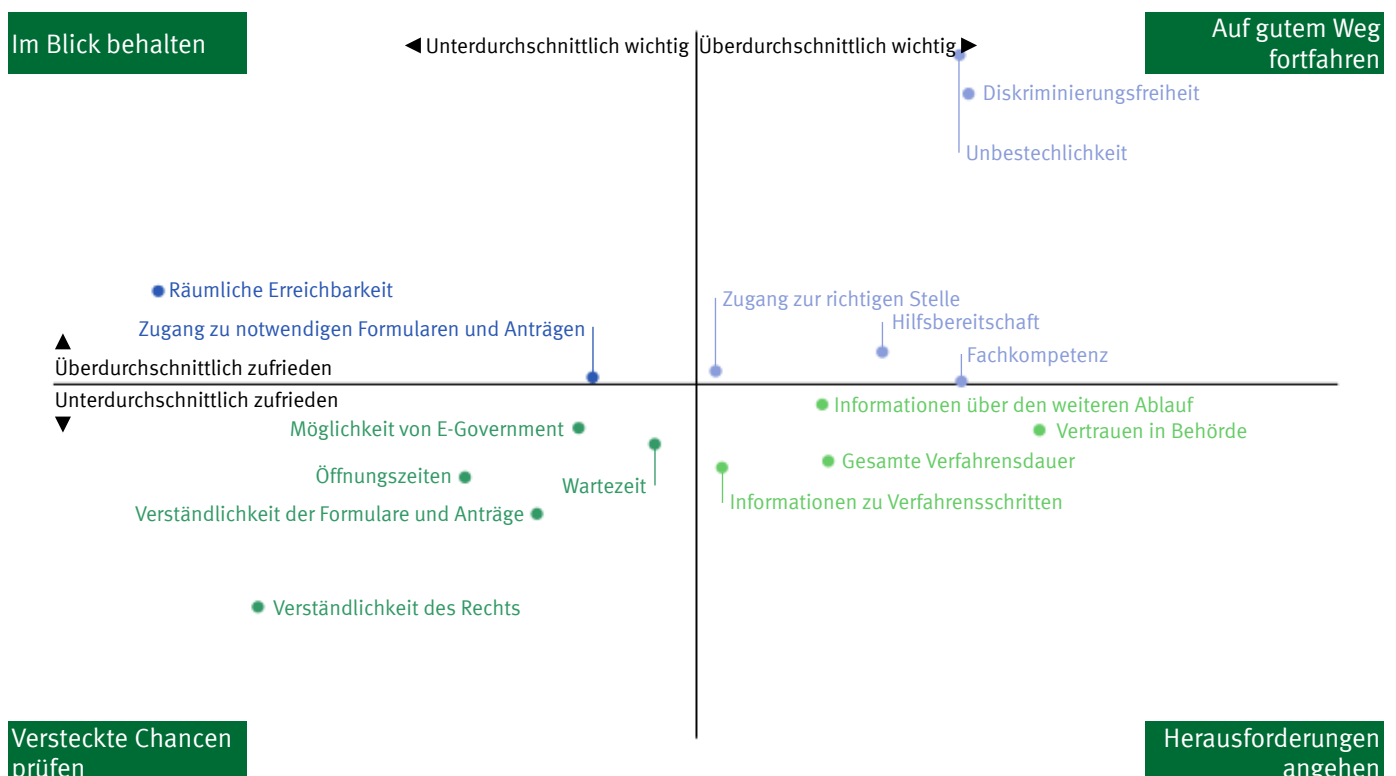 Im Blick behalten
◄ Unterdurchschnittlich wichtig
Überdurchschnittlich wichtig ►
Auf gutem Weg
fortfahren
Diskriminierungsfreiheit
Unbestechlichkeit
Räumliche Erreichbarkeit
Zugang zur richtigen Stelle
Zugang zu notwendigen Formularen und Anträgen
Hilfsbereitschaft
Fachkompetenz
▲
Überdurchschnittlich zufrieden
Unterdurchschnittlich zufrieden
▼
Informationen über den weiteren Ablauf
Möglichkeit von E-Government
Vertrauen in Behörde
Gesamte Verfahrensdauer
Öffnungszeiten
Wartezeit
Informationen zu Verfahrensschritten
Verständlichkeit der Formulare und Anträge
Verständlichkeit des Rechts
Versteckte Chancen
prüfen
Herausforderungen
angehen